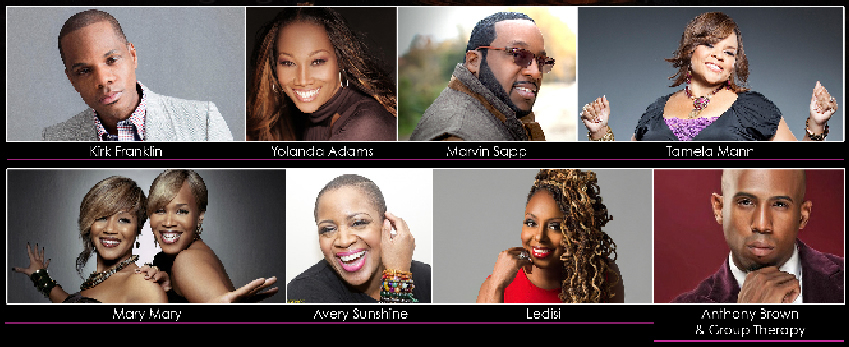 Kirk Franklin
Yolanda Adams
Marvin Sapp
Tamela Mann
Mary Mary
Avery Sunshine
Ledisi
Anthony Brown
& Group Therapy